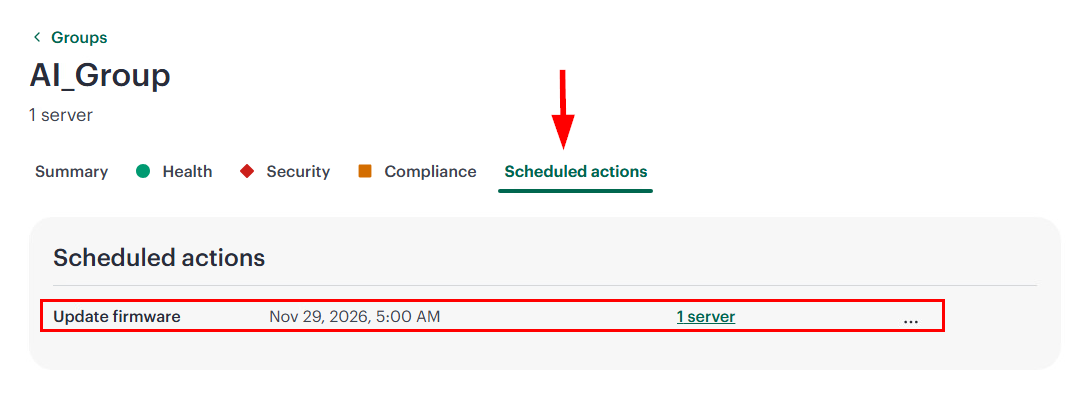 Groups
AI_Group
1 server
Summary Health Security Compliance Scheduled actions
Scheduled actions
Update firmware Nov 29, 2026, 5:00 AM 1 server ...